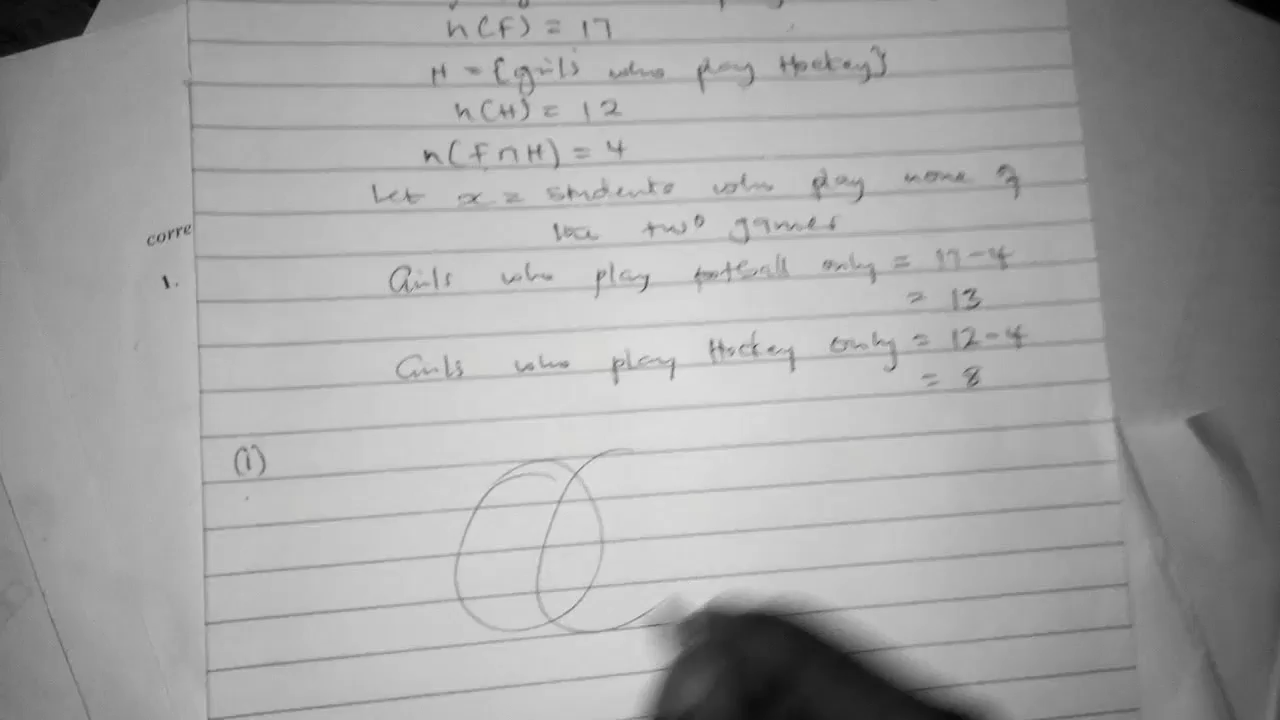 n(F) = 17
H = {girls who play Hockey}
n(H) = 12
n(F∩H) = 4
Let x = students who play none of
the two games
corre
1.
Girls who play football only = 17-4
= 13
Girls who play Hockey only = 12-4
= 8
(i)